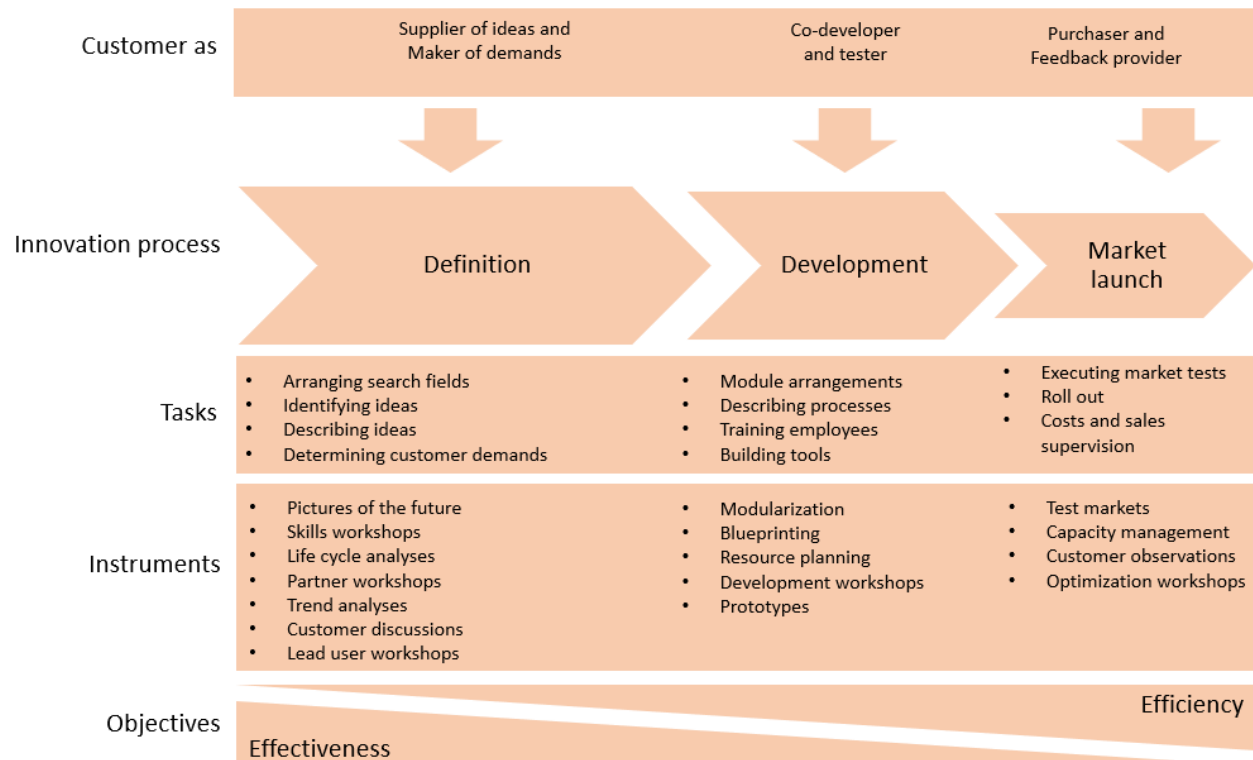 Customer as
Supplier of ideas and
Maker of demands
Co-developer
and tester
Purchaser and
Feedback provider
Innovation process
Definition
Development
Market
launch
Tasks
• Arranging search fields
• Identifying ideas
• Describing ideas
• Determining customer demands
• Module arrangements
• Describing processes
• Training employees
• Building tools
• Executing market tests
• Roll out
• Costs and sales
supervision
Instruments
• Pictures of the future
• Skills workshops
• Life cycle analyses
• Partner workshops
• Trend analyses
• Customer discussions
• Lead user workshops
• Modularization
• Blueprinting
• Resource planning
• Development workshops
• Prototypes
• Test markets
• Capacity management
• Customer observations
• Optimization workshops
Objectives
Efficiency
Effectiveness